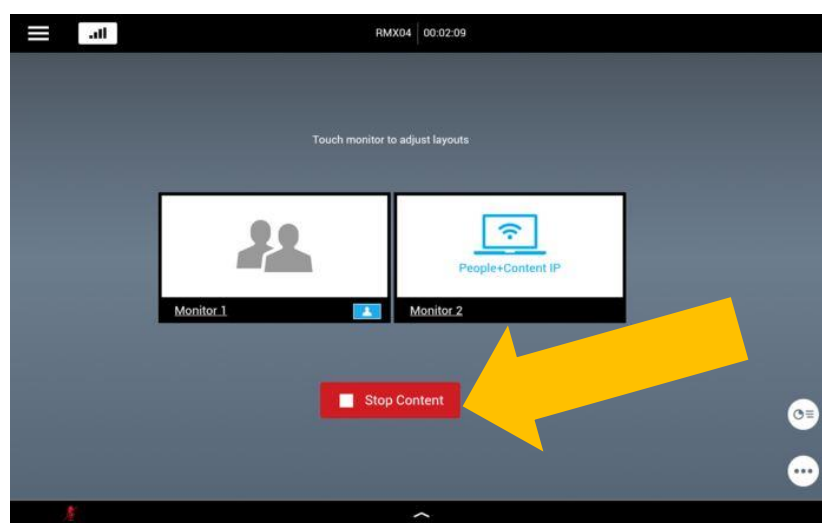 RMX04 00:02:09
Touch monitor to adjust layouts
People+Content IP
Monitor 1
Monitor 2
Stop Content